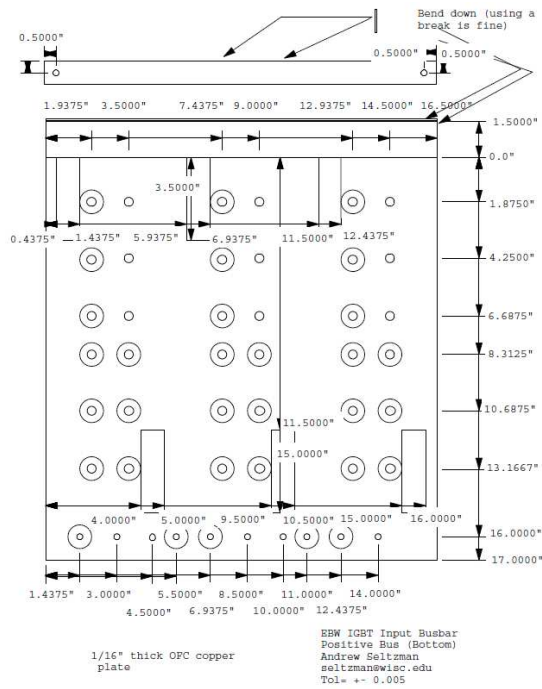 Bend down (using a
break is fine)
0.5000"
0.5000"
0.5000"
1.9375" 3.5000" 7.4375" 9.0000" 12.9375" 14.5000" 16.5000"
1.5000"
0.0"
3.5000"
1.8750"
0.4375" 1.4375" 5.9375" 6.9375" 11.5000" 12.4375"
4.2500"
6.6875"
8.3125"
10.6875"
11.5000"
15.0000"
13.1667"
4.0000" 5.0000" 9.5000" 10.5000" 15.0000" 16.0000"
16.0000"
17.0000"
1.4375" 3.0000" 5.5000" 8.5000" 11.0000" 14.0000"
4.5000" 6.9375" 10.0000" 12.4375"
1/16" thick OFC copper
plate
EBW IGBT Input Busbar
Positive Bus (Bottom)
Andrew Seltzman
seltzman@wisc.edu
Tol= +- 0.005